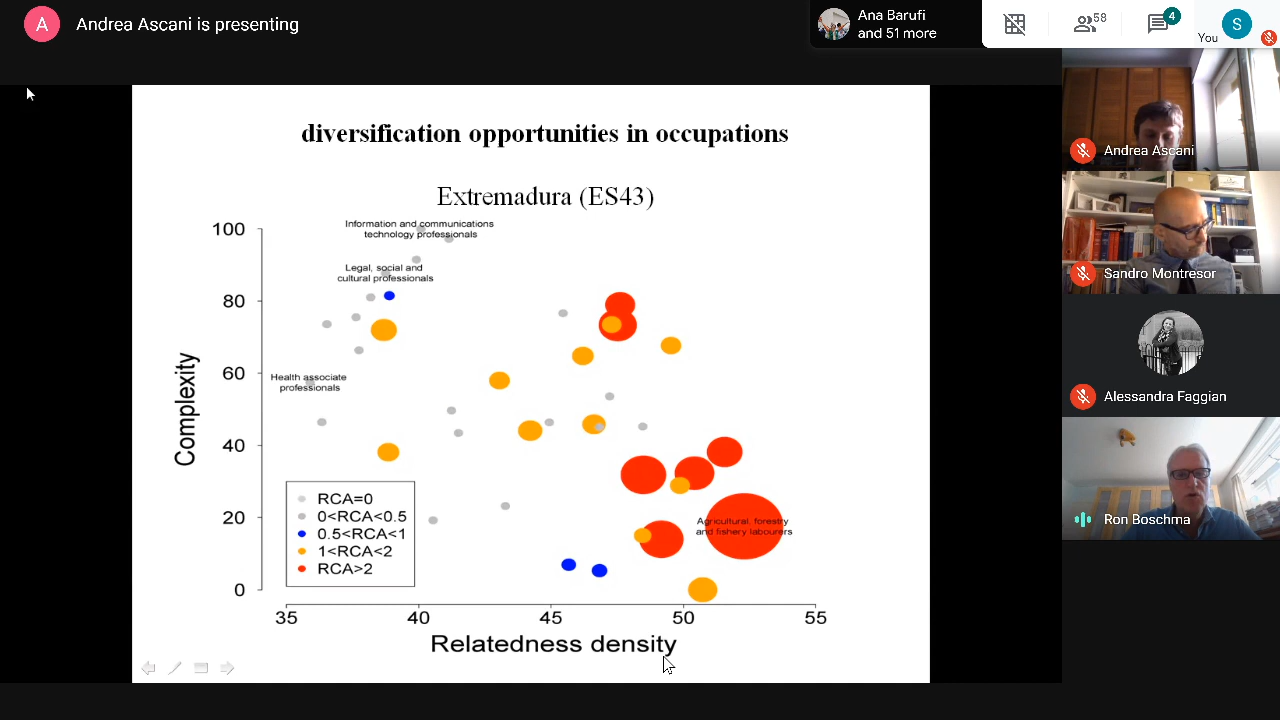 A
Andrea Ascani is presenting
Ana Barufi
and 51 more
58
4
You
S
diversification opportunities in occupations
Extremadura (ES43)
Information and communications
technology professionals
Legal, social and
cultural professionals
Health associate
professionals
Agricultural, forestry
and fishery labourers
Complexity
100
80
60
40
20
0
RCA=0
0<RCA<0.5
0.5<RCA<1
1<RCA<2
RCA>2
35
40
45
50
55
Relatedness density
Andrea Ascani
Sandro Montresor
Alessandra Faggian
Ron Boschma